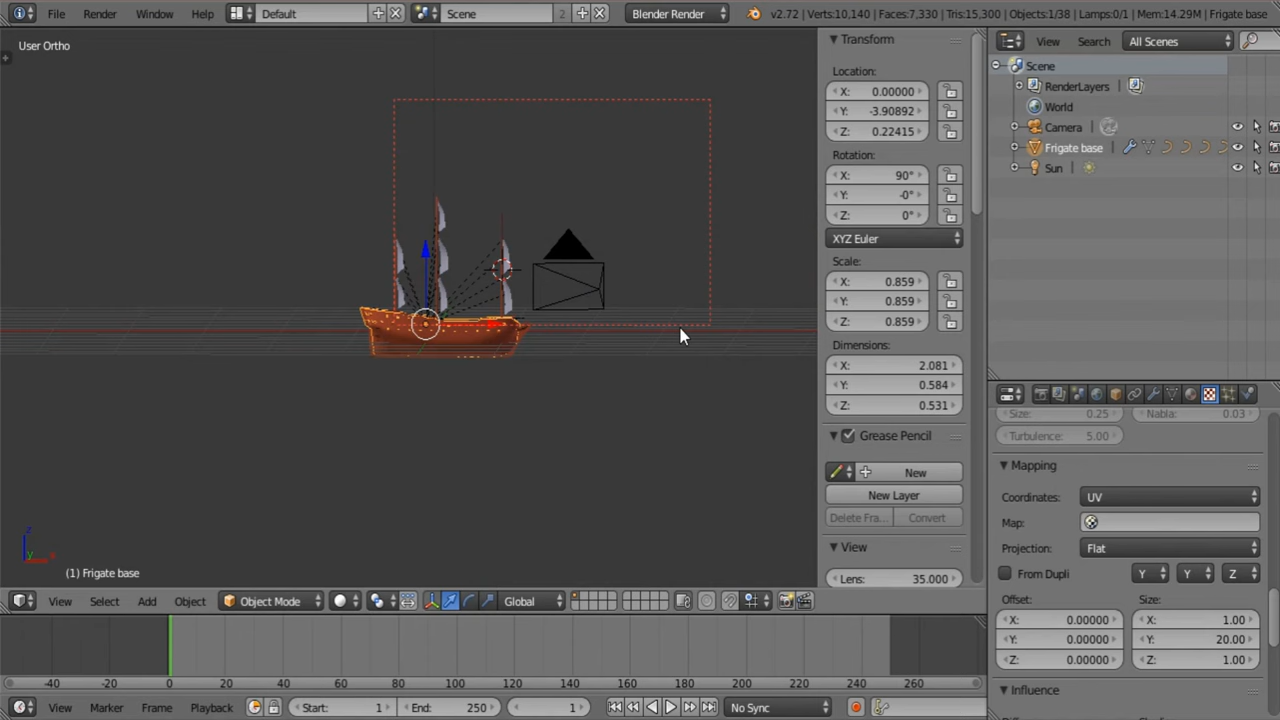 File Render Window Help Default Scene 2 Blender Render v2.72 | Verts:10,140 | Faces:7,330 | Tris:15,300 | Objects:1/38 | Lamps:0/1 | Mem:14.29M | Frigate base
User Ortho
Transform
Location:
X: 0.00000
Y: -3.90892
Z: 0.22415
Rotation:
X: 90°
Y: -0°
Z: 0°
XYZ Euler
Scale:
X: 0.859
Y: 0.859
Z: 0.859
Dimensions:
X: 2.081
Y: 0.584
Z: 0.531
Grease Pencil
New
New Layer
Delete Fra... Convert
View
Lens: 35.000
View Search All Scenes
Scene
RenderLayers
World
Camera
Frigate base
Sun
Size: 0.25 Nabla: 0.03
Turbulence: 5.00
Mapping
Coordinates: UV
Map:
Projection: Flat
From Dupli Y Y Z
Offset: Size:
X: 0.00000 X: 1.00
Y: 0.00000 Y: 20.00
Z: 0.00000 Z: 1.00
Influence
z
y x
(1) Frigate base
View Select Add Object Object Mode Global
-40 -20 0 20 40 60 80 100 120 140 160 180 200 220 240 260
View Marker Frame Playback Start: 1 End: 250 1 No Sync